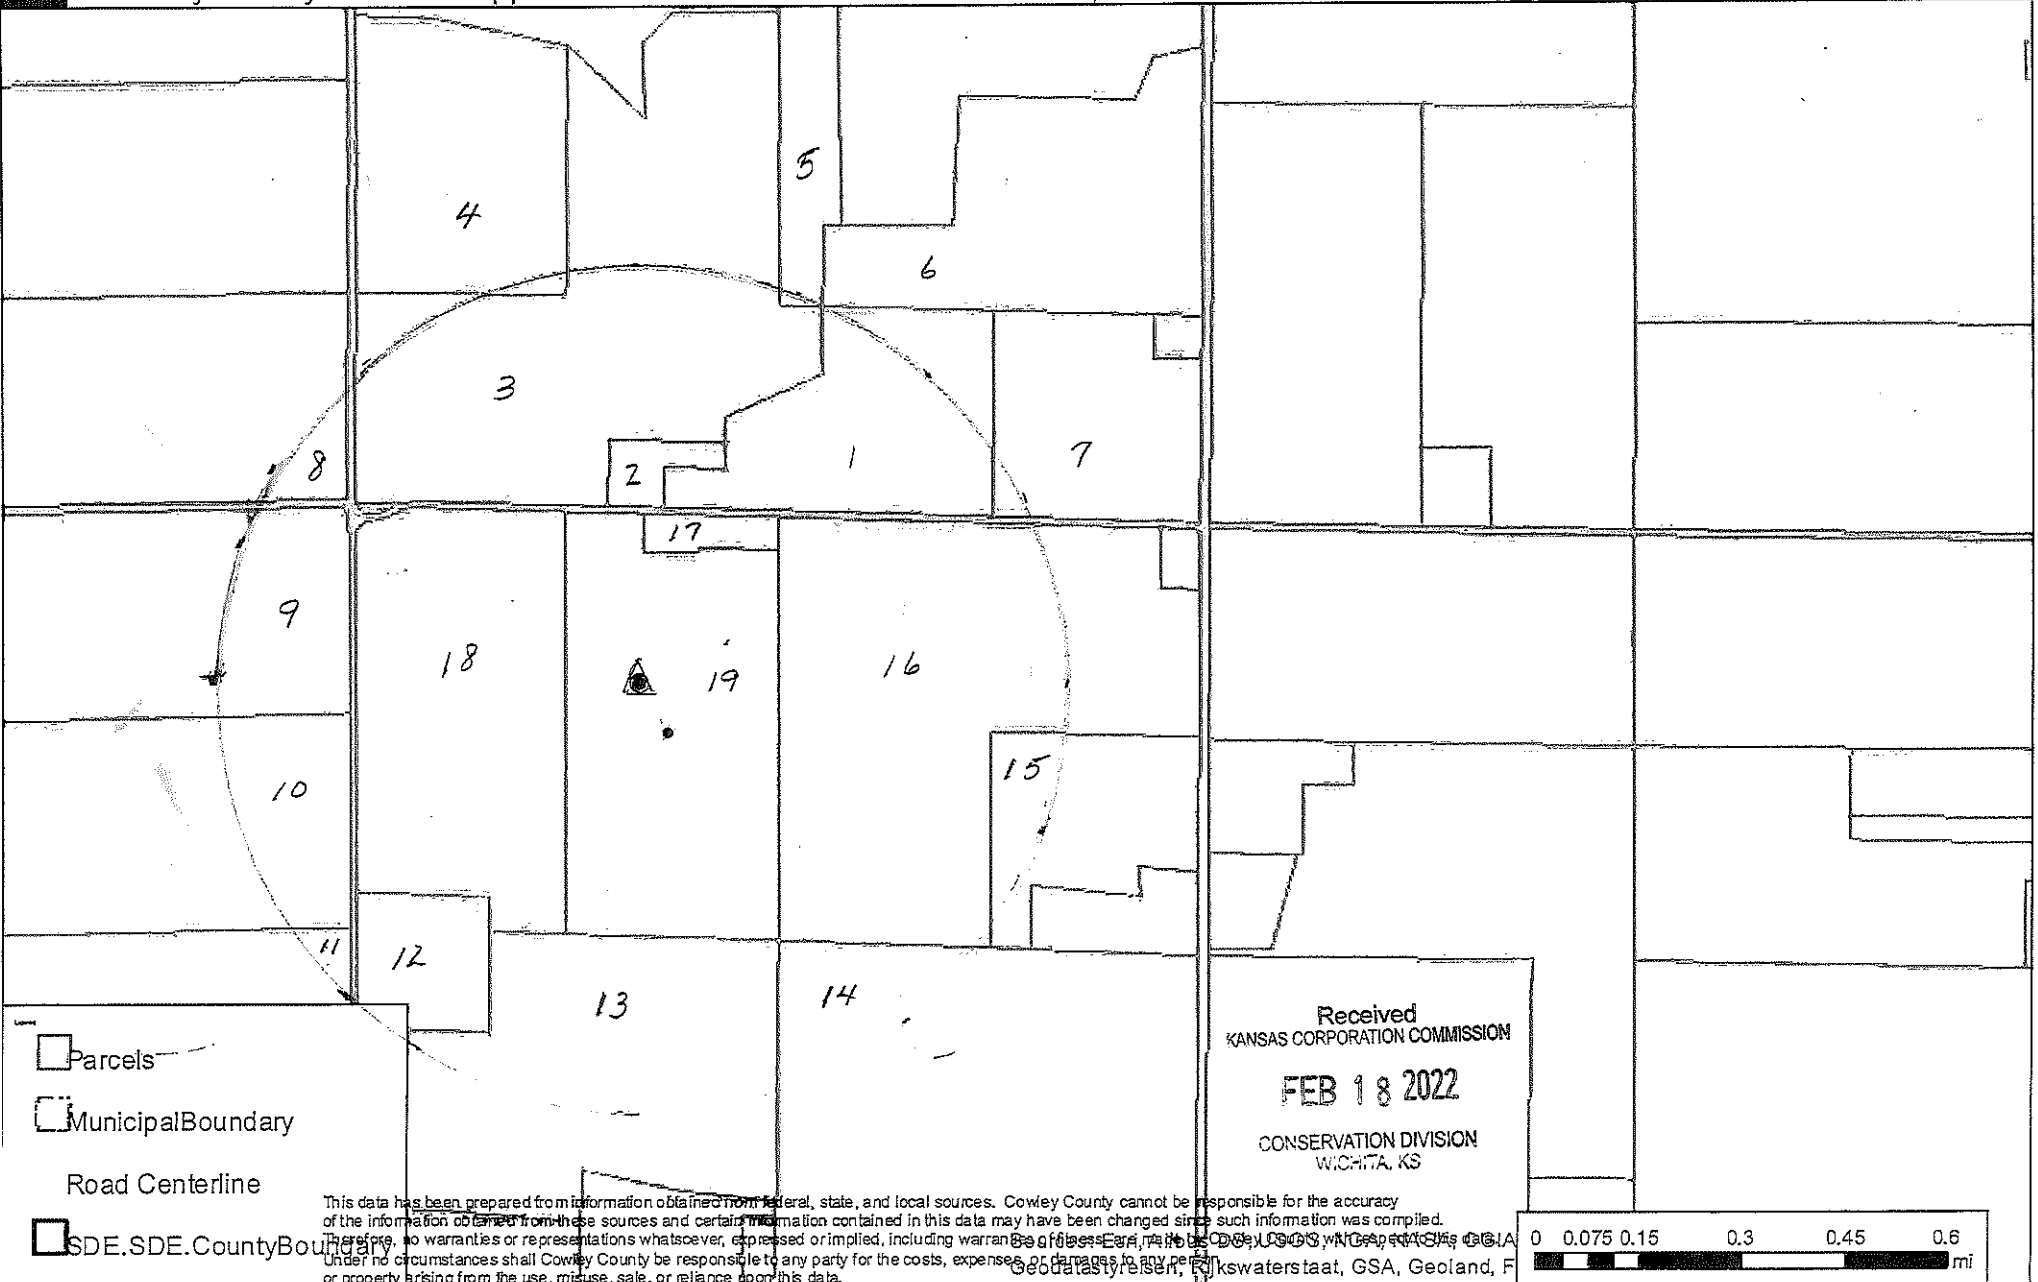 5
4
6
3
8
2
1
7
17
9
18
19
16
10
15
11
12
13
14
Received
KANSAS CORPORATION COMMISSION
FEB 18 2022
CONSERVATION DIVISION
WICHITA, KS
Parcels
MunicipalBoundary
Road Centerline
SDE.SDE.CountyBoundary
This data has been prepared from information obtained from federal, state, and local sources. Cowley County cannot be responsible for the accuracy
of the information obtained from these sources and certain information contained in this data may have been changed since such information was compiled.
Therefore, no warranties or representations whatsoever, expressed or implied, including
Under no circumstances shall Cowley County be responsible to any party for the costs, expenses or damages to any
or property arising from the use, misuse, sale, or reliance upon this data.
Geodatastyrelsen, Rijkswaterstaat, GSA, Geoland, F
0 0.075 0.15 0.3 0.45 0.6
mi